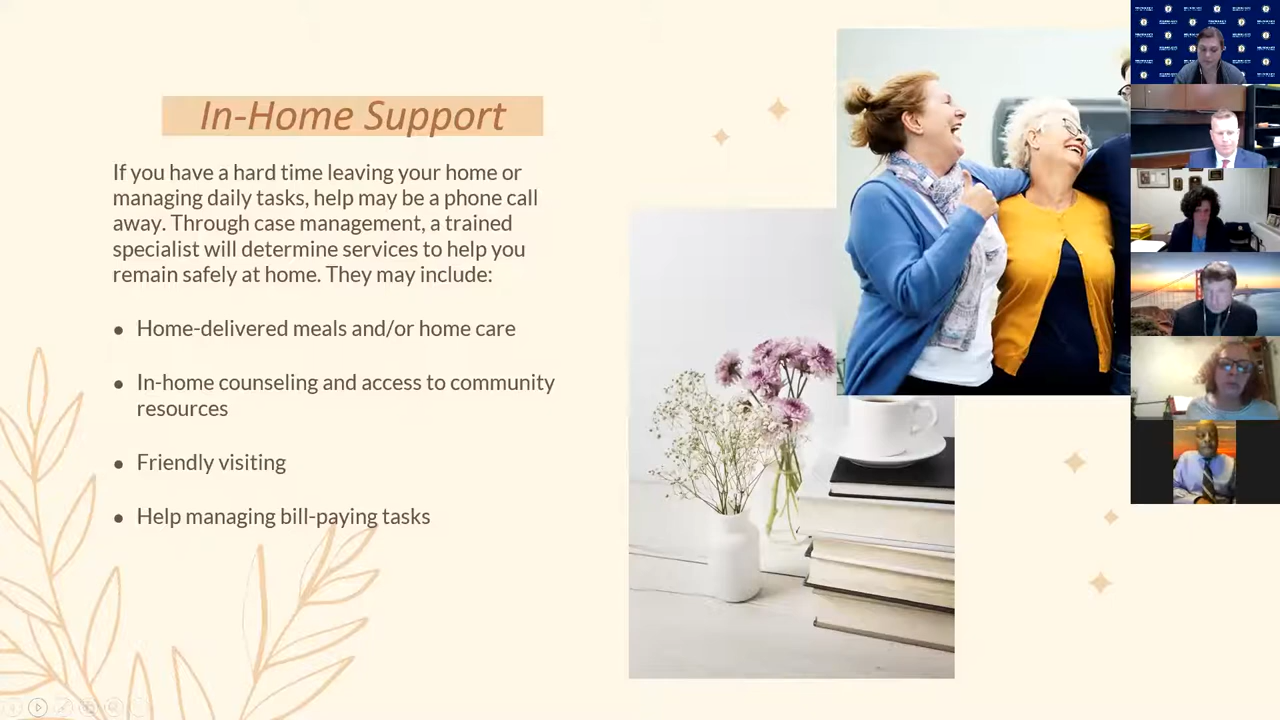 In-Home Support
If you have a hard time leaving your home or
managing daily tasks, help may be a phone call
away. Through case management, a trained
specialist will determine services to help you
remain safely at home. They may include:
● Home-delivered meals and/or home care
● In-home counseling and access to community
resources
● Friendly visiting
● Help managing bill-paying tasks